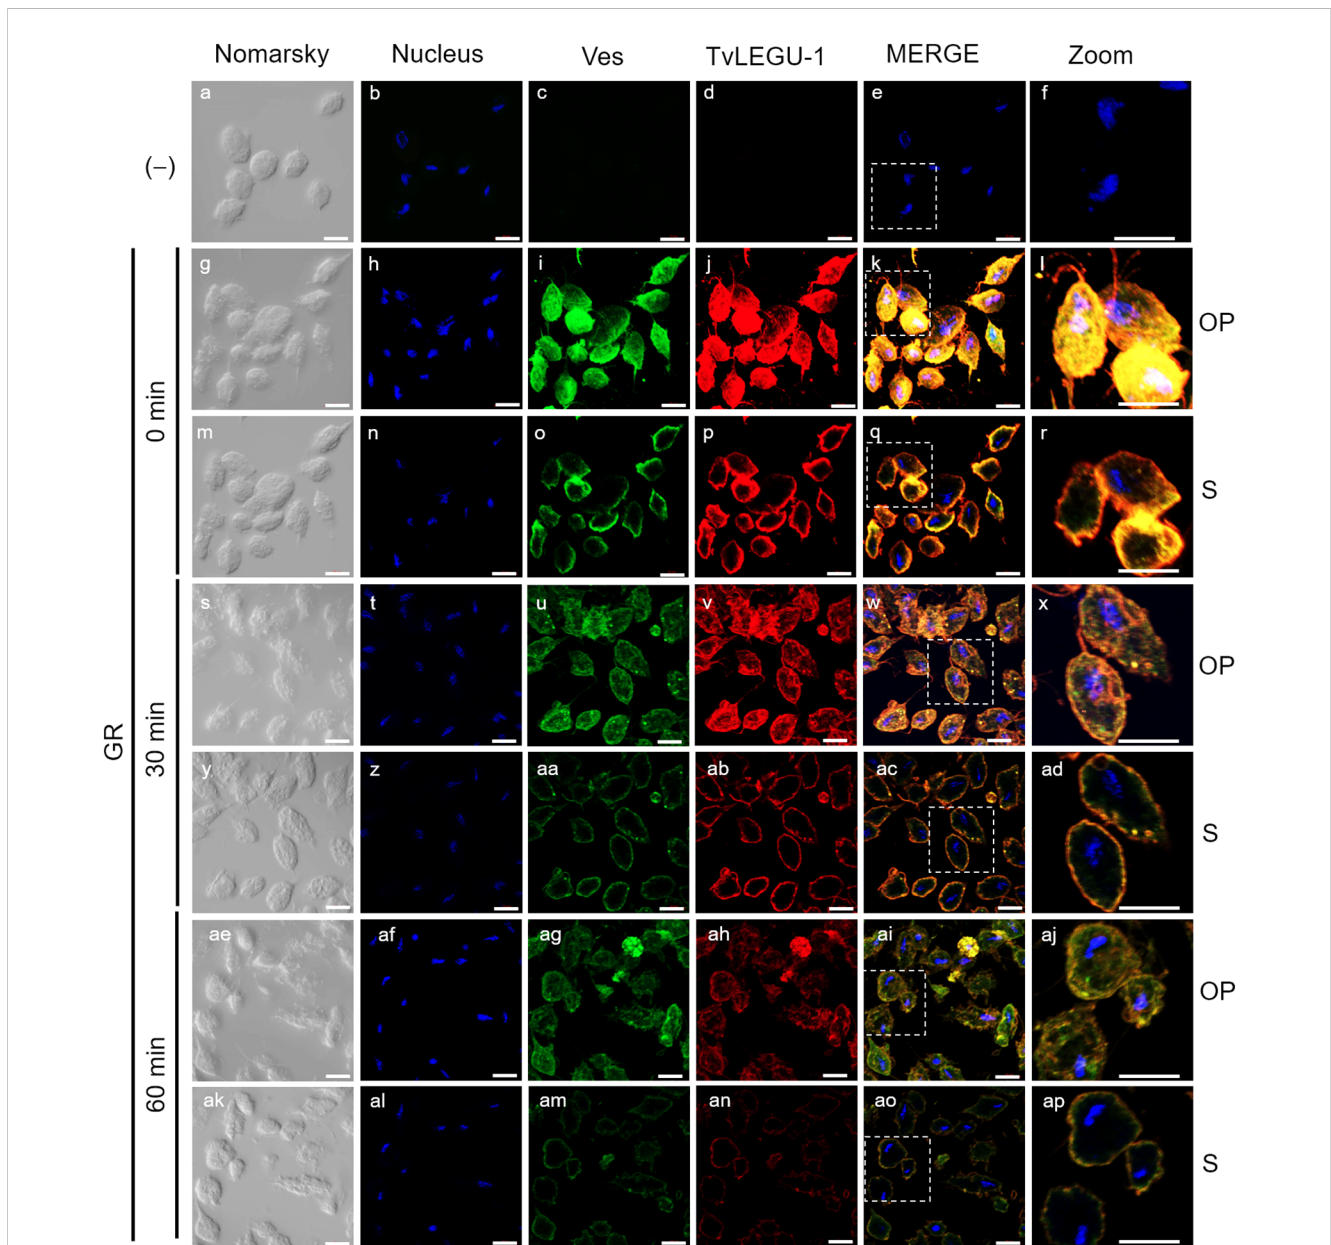 Nomarsky Nucleus Ves TvLEGU-1 MERGE Zoom
(–) a b c d e f
g h i j k l OP
0 min
m n o p q r S
s t u v w x OP
GR 30 min
y z aa ab ac ad S
ae af ag ah ai aj OP
60 min
ak al am an ao ap S